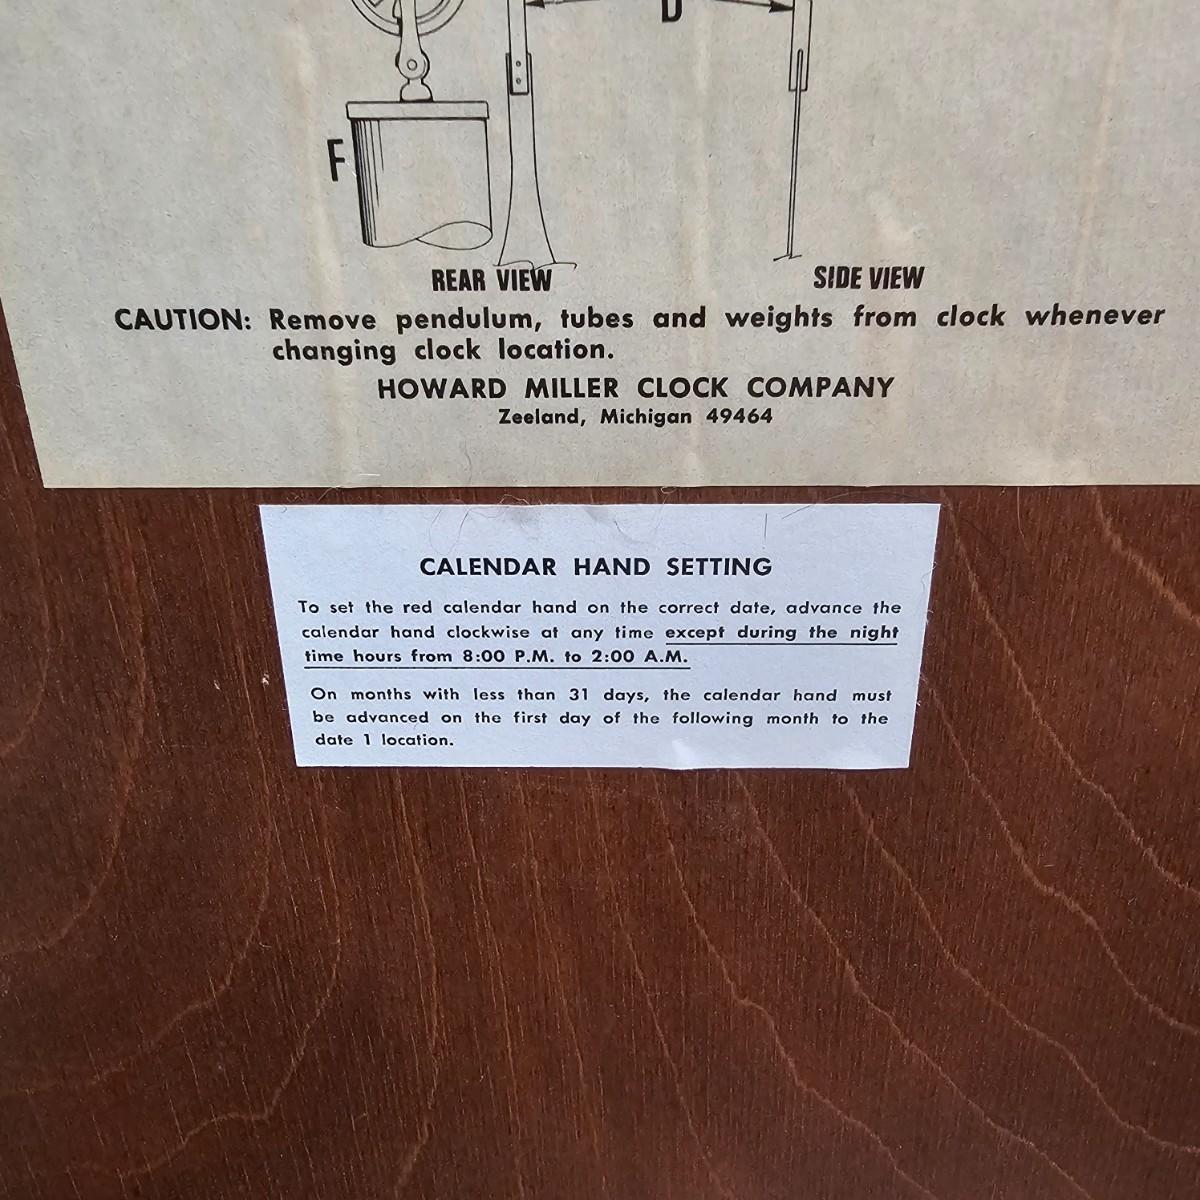 D
F
REAR VIEW
SIDE VIEW
CAUTION: Remove pendulum, tubes and weights from clock whenever
changing clock location.
HOWARD MILLER CLOCK COMPANY
Zeeland, Michigan 49464
CALENDAR HAND SETTING
To set the red calendar hand on the correct date, advance the
calendar hand clockwise at any time except during the night
time hours from 8:00 P.M. to 2:00 A.M.
On months with less than 31 days, the calendar hand must
be advanced on the first day of the following month to the
date 1 location.